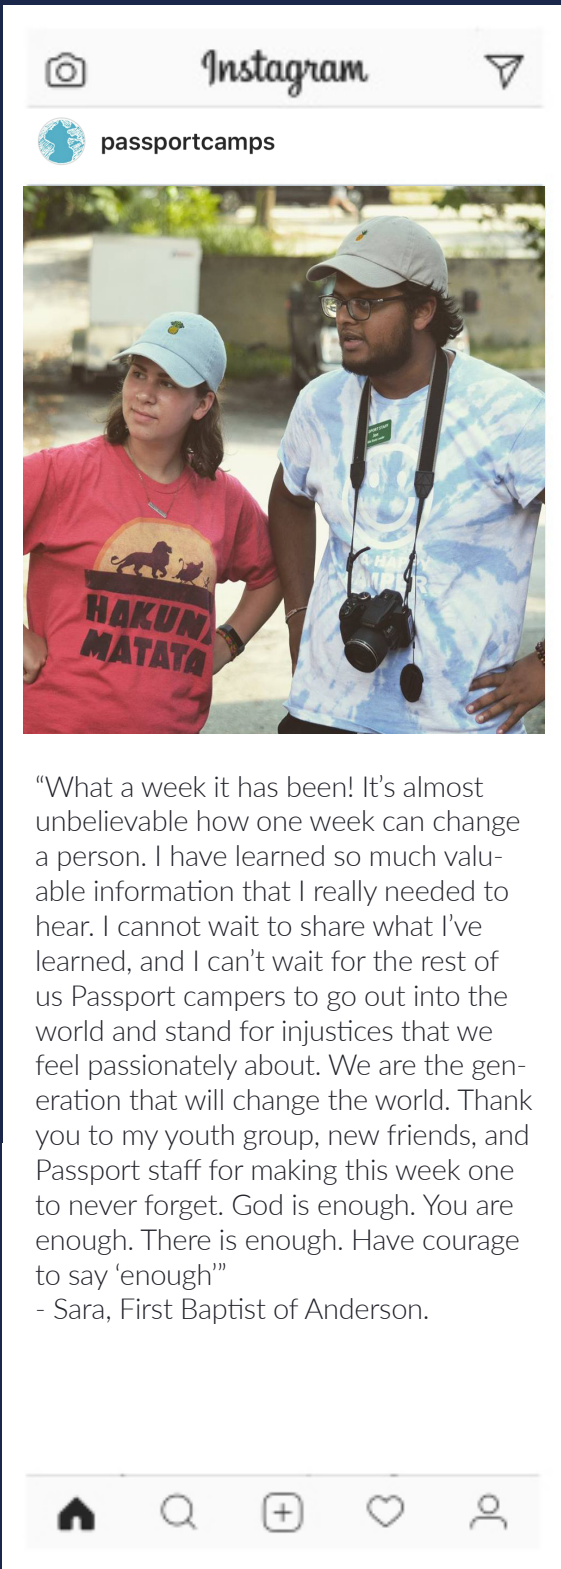 Instagram
passportcamps
HAKUNA
MATATA
“What a week it has been! It’s almost
unbelievable how one week can change
a person. I have learned so much valu-
able information that I really needed to
hear. I cannot wait to share what I’ve
learned, and I can’t wait for the rest of
us Passport campers to go out into the
world and stand for injustices that we
feel passionately about. We are the gen-
eration that will change the world. Thank
you to my youth group, new friends, and
Passport staff for making this week one
to never forget. God is enough. You are
enough. There is enough. Have courage
to say ‘enough’”
- Sara, First Baptist of Anderson.